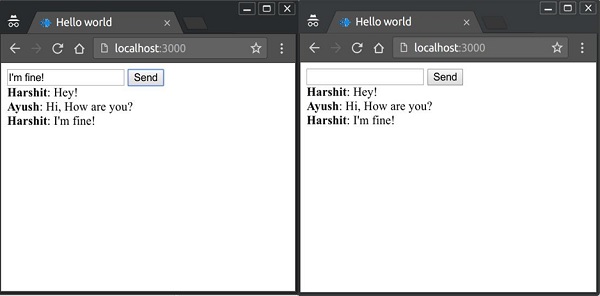 Hello world
localhost:3000
I'm fine!
Send
Harshit: Hey!
Ayush: Hi, How are you?
Harshit: I'm fine!
Hello world
localhost:3000
Send
Harshit: Hey!
Ayush: Hi, How are you?
Harshit: I'm fine!